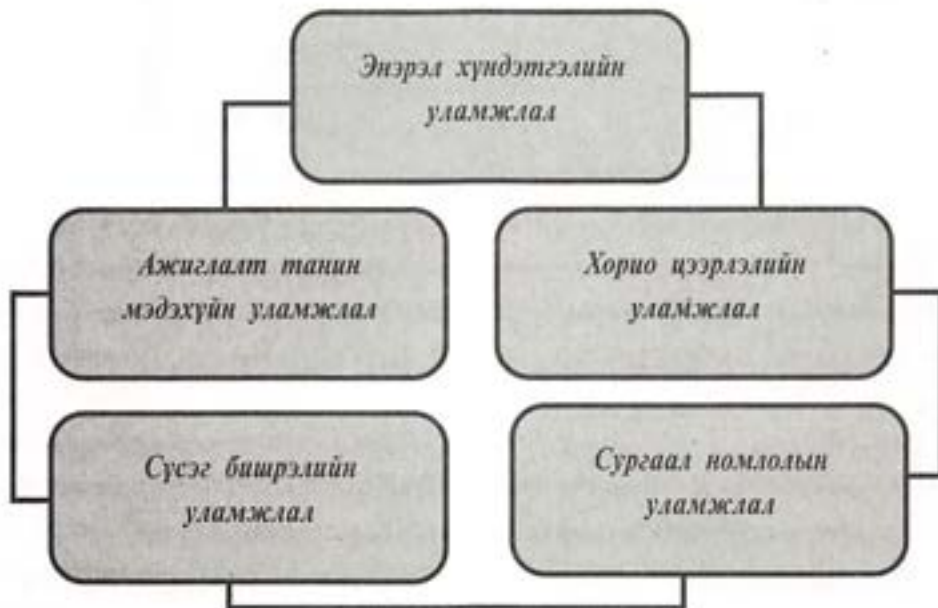 Энэрэл хүндэтгэлийн
уламжлал
Ажиглалт танин
мэдэхүйн уламжлал
Хорио цээрлэлийн
уламжлал
Сүсэг бишрэлийн
уламжлал
Сургаал номлолын
уламжлал